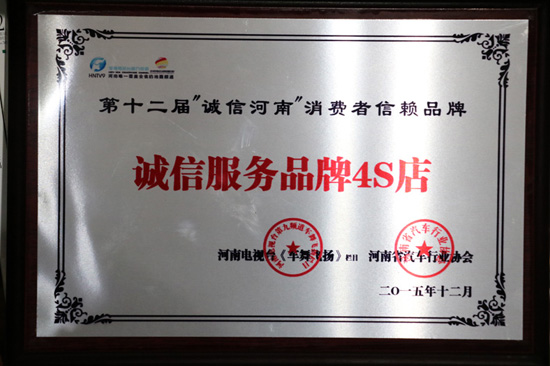 HNTV9
第十二届"诚信河南"消费者信赖品牌
诚信服务品牌4S店
河南电视台《车舞飞扬》栏目 河南省汽车行业协会
二〇一五年十二月